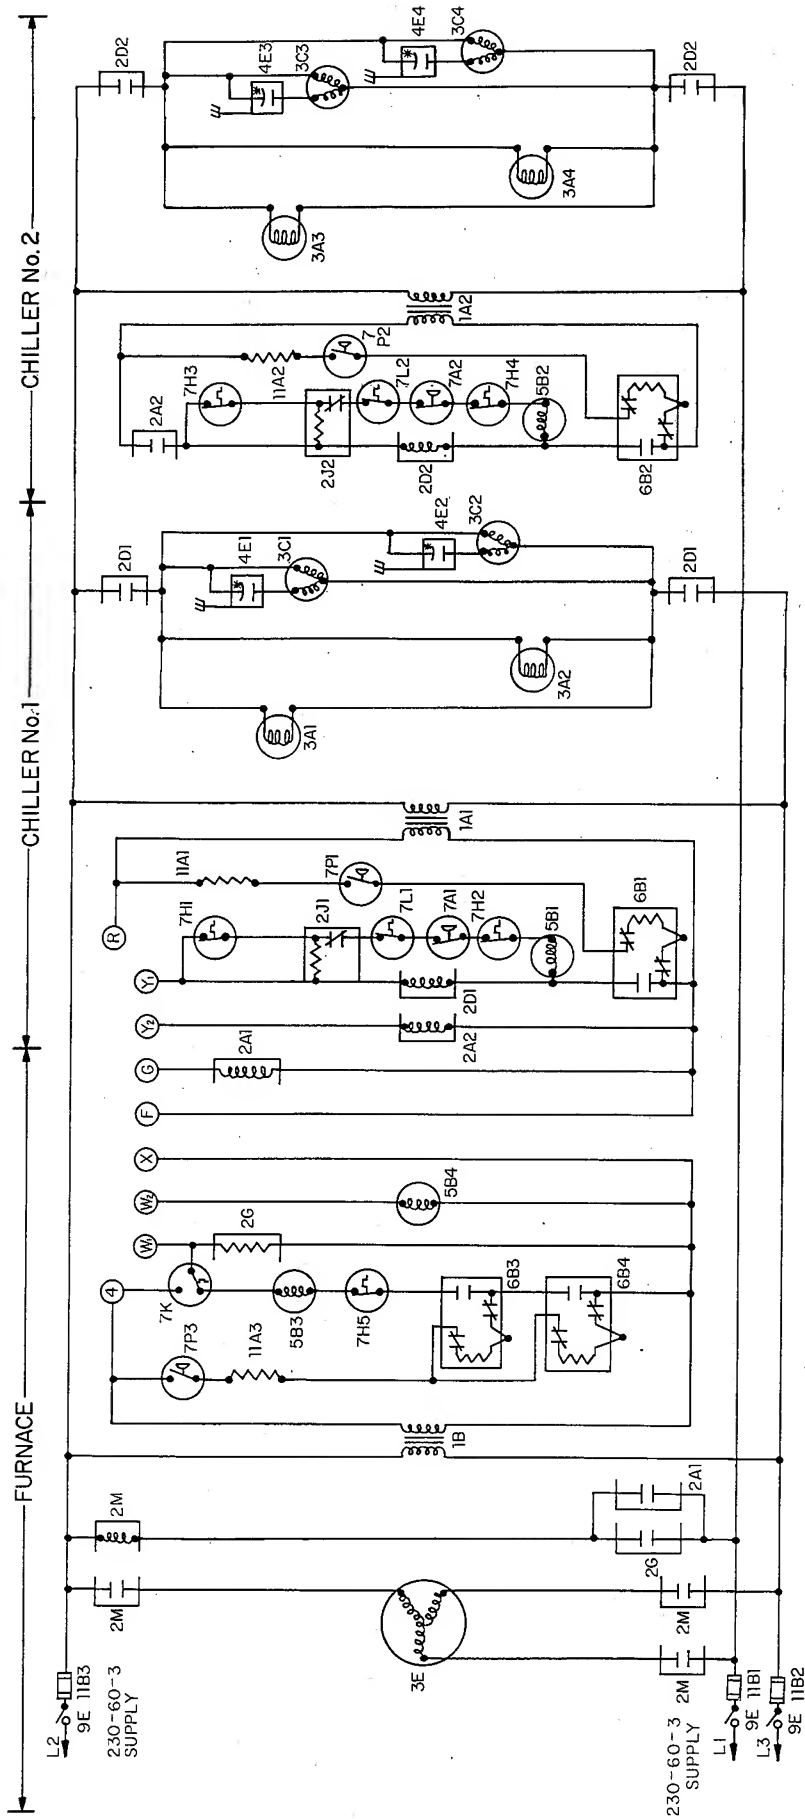 FURNACE
CHILLER No. 1
CHILLER No. 2
L2
9E 11B3
230-60-3
SUPPLY
2M
2M
3E
2M
2M
2G
2A1
230-60-3
SUPPLY
L1
9E 11B1
L3
9E 11B2
1B
4
7K
7P3
11A3
5B3
7H5
6B3
6B4
W1
2G
W2
5B4
X
F
G
2A1
Y2
2A2
Y1
2D1
R
7H1
11A1
2J1
7P1
7L1
7A1
7H2
5B1
6B1
1A1
3A1
3A2
2D1
4E1
3C1
4E2
3C2
2D1
2A2
7H3
11A2
2J2
7
P2
7L2
7A2
7H4
5B2
2D2
6B2
1A2
3A3
3A4
2D2
4E3
3C3
4E4
3C4
2D2